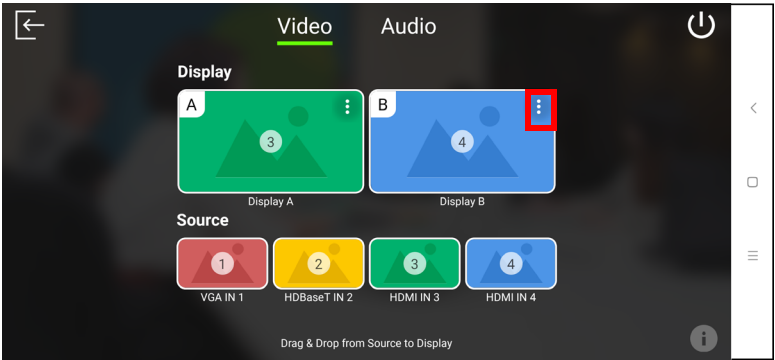 Video Audio
Display
A B
3 4
Display A Display B
Source
1 2 3 4
VGA IN 1 HDBaseT IN 2 HDMI IN 3 HDMI IN 4
Drag & Drop from Source to Display
i